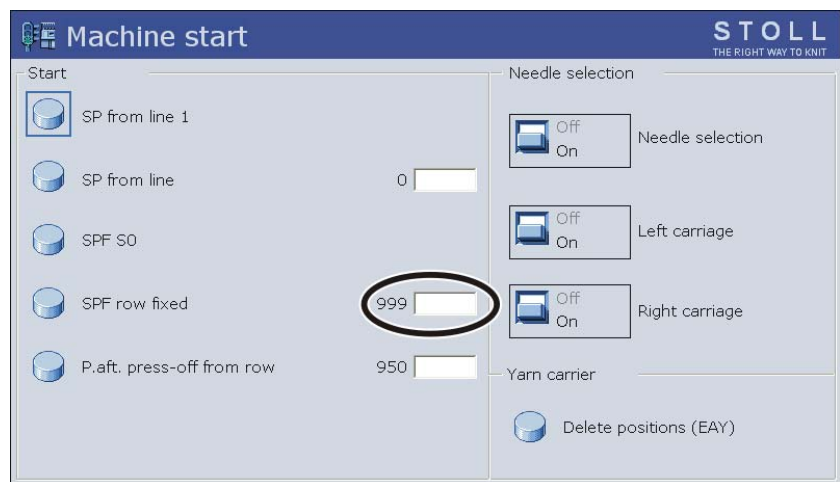 Machine start
STOLL
THE RIGHT WAY TO KNIT
Start
SP from line 1
SP from line 0
SPF S0
SPF row fixed 999
P.aft. press-off from row 950
Needle selection
Off
On
Needle selection
Off
On
Left carriage
Off
On
Right carriage
Yarn carrier
Delete positions (EAY)